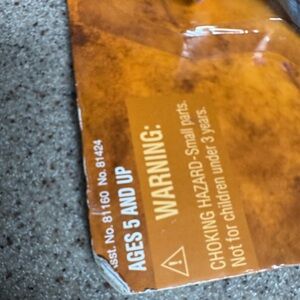 Asst. No. 81160 No. 81424
AGES 5 AND UP
WARNING:
CHOKING HAZARD-Small parts.
Not for children under 3 years.